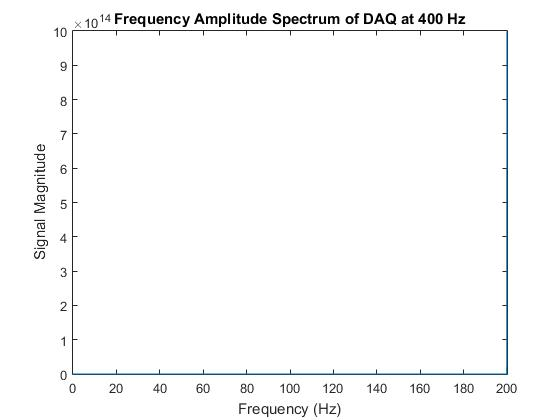 ×10^14 Frequency Amplitude Spectrum of DAQ at 400 Hz
10
9
8
7
6
5
4
3
2
1
0
Signal Magnitude
0 20 40 60 80 100 120 140 160 180 200
Frequency (Hz)